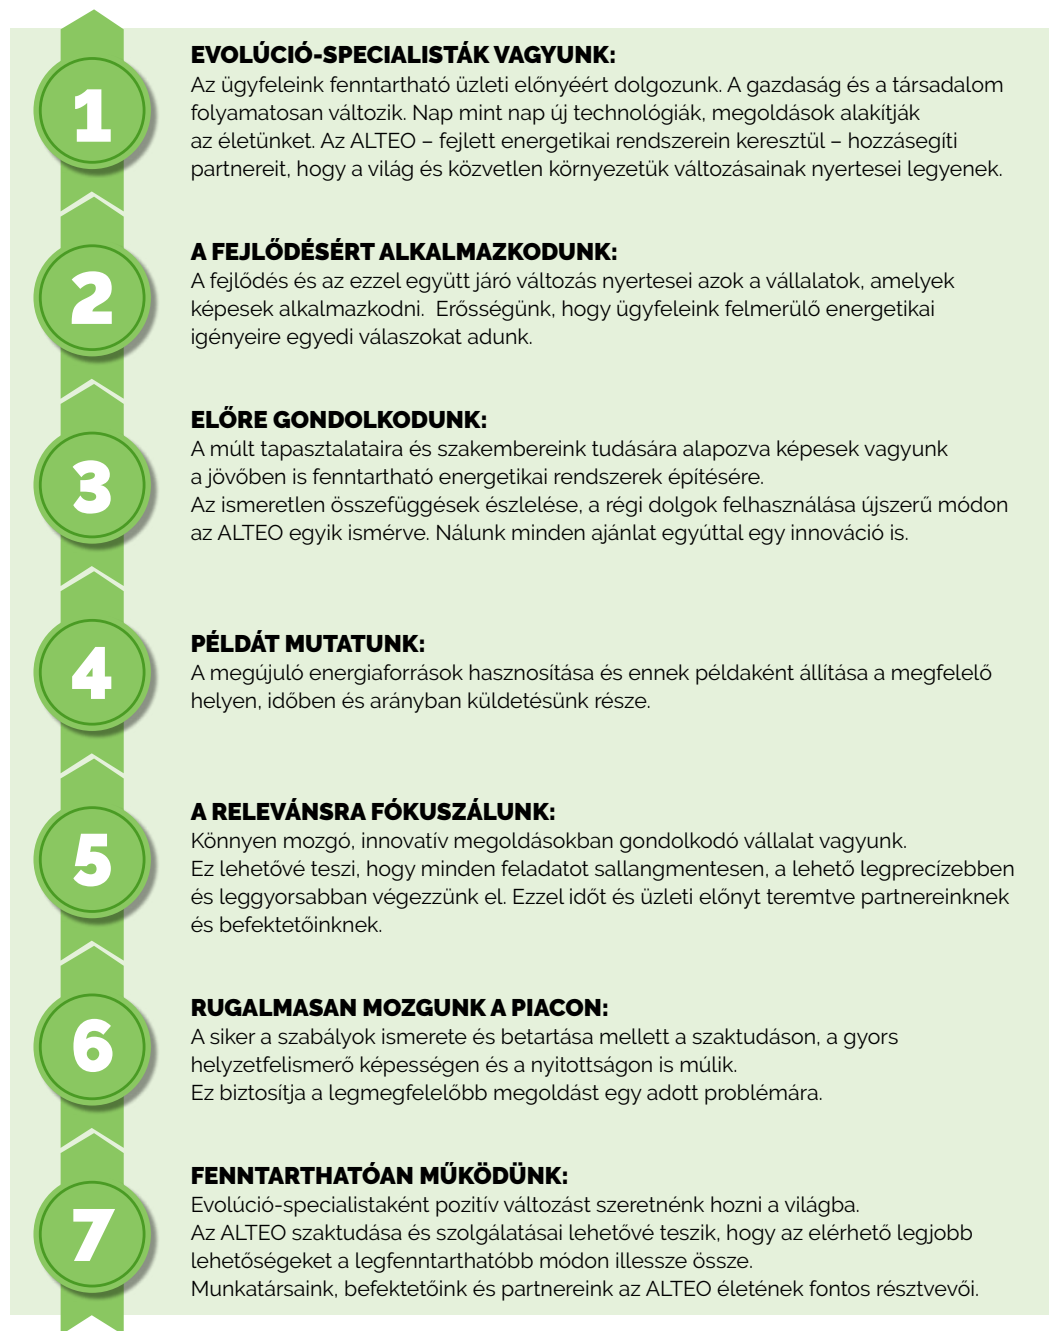 1
EVOLÚCIÓ-SPECIALISTÁK VAGYUNK:
Az ügyfeleink fenntartható üzleti előnyéért dolgozunk. A gazdaság és a társadalom
folyamatosan változik. Nap mint nap új technológiák, megoldások alakítják
az életünket. Az ALTEO – fejlett energetikai rendszerein keresztül – hozzásegíti
partnereit, hogy a világ és közvetlen környezetük változásainak nyertesei legyenek.
2
A FEJLŐDÉSÉRT ALKALMAZKODUNK:
A fejlődés és az ezzel együtt járó változás nyertesei azok a vállalatok, amelyek
képesek alkalmazkodni.  Erősségünk, hogy ügyfeleink felmerülő energetikai
igényeire egyedi válaszokat adunk.
3
ELŐRE GONDOLKODUNK:
A múlt tapasztalataira és szakembereink tudására alapozva képesek vagyunk
a jövőben is fenntartható energetikai rendszerek építésére.
Az ismeretlen összefüggések észlelése, a régi dolgok felhasználása újszerű módon
az ALTEO egyik ismérve. Nálunk minden ajánlat egyúttal egy innováció is.
4
PÉLDÁT MUTATUNK:
A megújuló energiaforrások hasznosítása és ennek példaként állítása a megfelelő
helyen, időben és arányban küldetésünk része.
5
A RELEVÁNSRA FÓKUSZÁLUNK:
Könnyen mozgó, innovatív megoldásokban gondolkodó vállalat vagyunk.
Ez lehetővé teszi, hogy minden feladatot sallangmentesen, a lehető legprecízebben
és leggyorsabban végezzünk el. Ezzel időt és üzleti előnyt teremtve partnereinknek
és befektetőinknek.
6
RUGALMASAN MOZGUNK A PIACON:
A siker a szabályok ismerete és betartása mellett a szaktudáson, a gyors
helyzetfelismerő képességen és a nyitottságon is múlik.
Ez biztosítja a legmegfelelőbb megoldást egy adott problémára.
7
FENNTARTHATÓAN MŰKÖDÜNK:
Evolúció-specialistaként pozitív változást szeretnénk hozni a világba.
Az ALTEO szaktudása és szolgálatásai lehetővé teszik, hogy az elérhető legjobb
lehetőségeket a legfenntarthatóbb módon illessze össze.
Munkatársaink, befektetőink és partnereink az ALTEO életének fontos résztvevői.